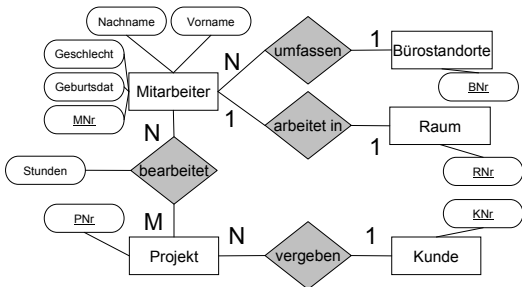 Nachname
Vorname
Geschlecht
Geburtsdat
MNr
Mitarbeiter
N
umfassen
1
Bürostandorte
BNr
1
arbeitet in
1
Raum
RNr
N
Stunden
bearbeitet
M
PNr
Projekt
N
vergeben
1
Kunde
KNr